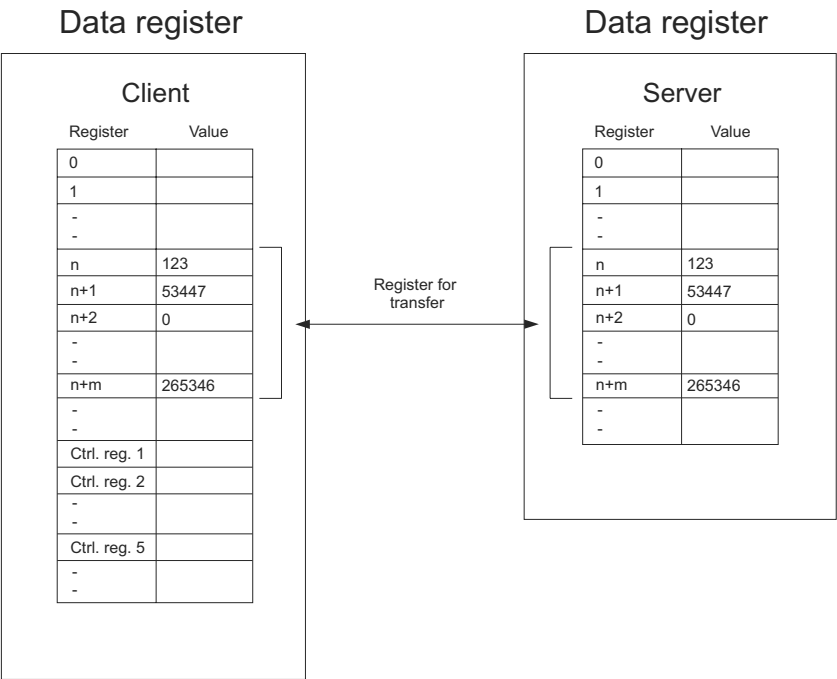 Data register
Client
Register Value
0
1
-
-
n 123
n+1 53447
n+2 0
-
-
n+m 265346
-
-
Ctrl. reg. 1
Ctrl. reg. 2
-
-
Ctrl. reg. 5
-
-
Register for
transfer
Data register
Server
Register Value
0
1
-
-
n 123
n+1 53447
n+2 0
-
-
n+m 265346
-
-